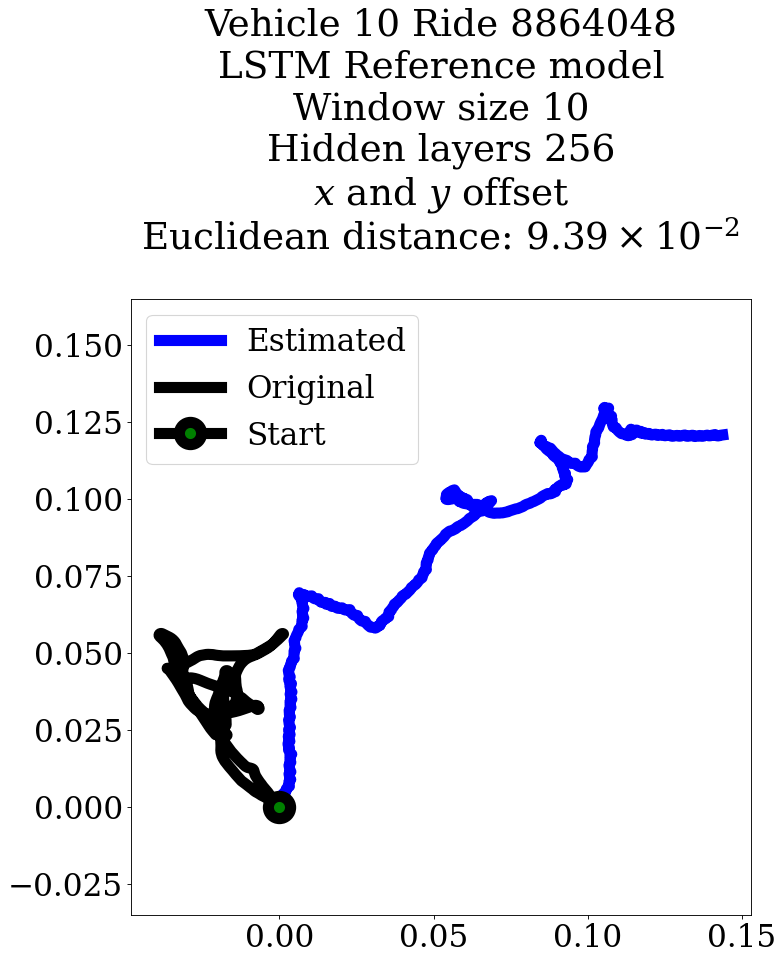 Vehicle 10 Ride 8864048
LSTM Reference model
Window size 10
Hidden layers 256
x and y offset
Euclidean distance: 9.39 × 10⁻²
Estimated
Original
Start
0.150
0.125
0.100
0.075
0.050
0.025
0.000
−0.025
0.00 0.05 0.10 0.15